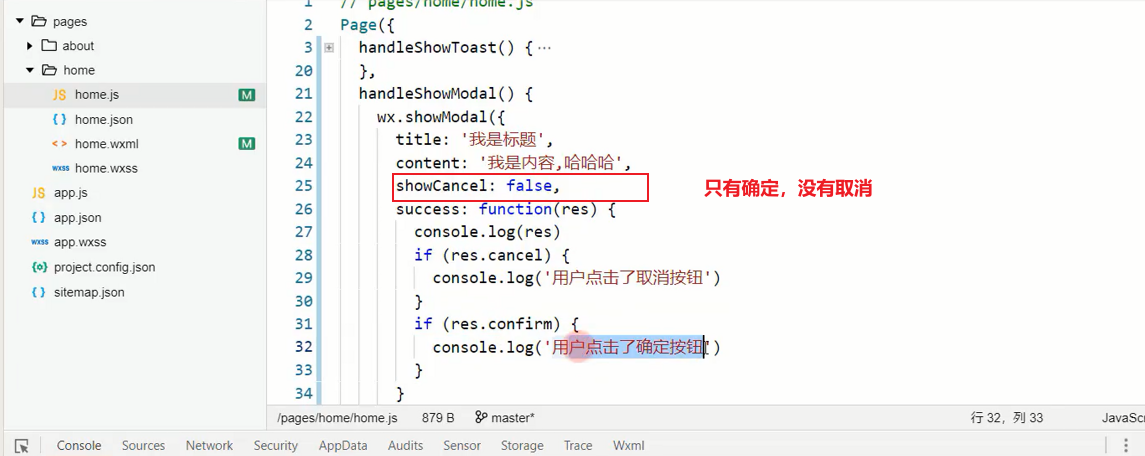 pages
about
home
JS home.js M
{ } home.json
< > home.wxml M
wxss home.wxss
JS app.js
{ } app.json
wxss app.wxss
{o} project.config.json
{ } sitemap.json
1 // pages/home/home.js
2 Page({
3 handleShowToast() { ···
20 },
21 handleShowModal() {
22 wx.showModal({
23 title: '我是标题',
24 content: '我是内容,哈哈哈',
25 showCancel: false,
只有确定，没有取消
26 success: function(res) {
27 console.log(res)
28 if (res.cancel) {
29 console.log('用户点击了取消按钮')
30 }
31 if (res.confirm) {
32 console.log('用户点击了确定按钮')
33 }
34 }
/pages/home/home.js 879 B master* 行 32，列 33 JavaScr
Console Sources Network Security AppData Audits Sensor Storage Trace Wxml